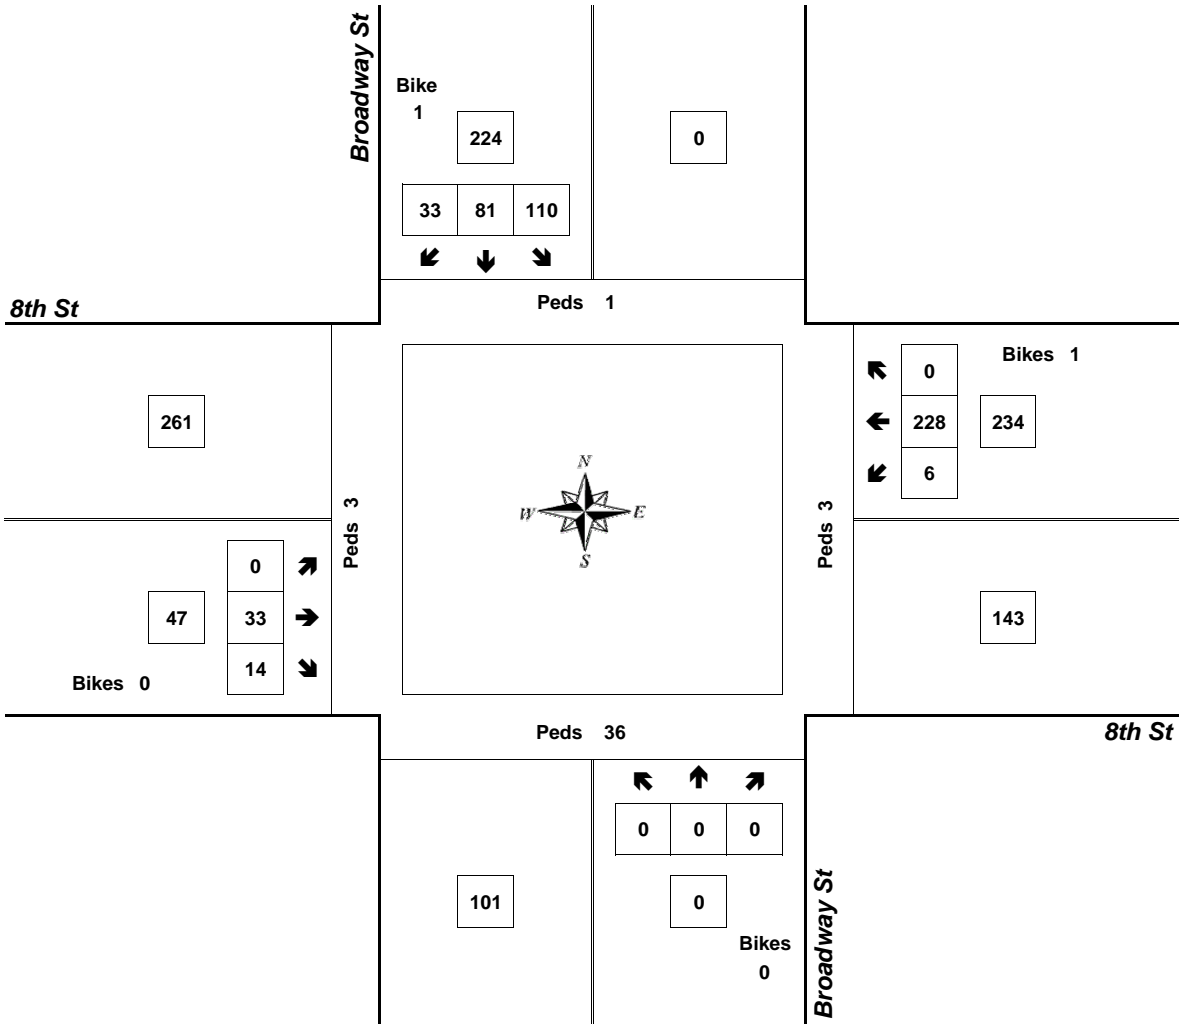 Broadway St
Bike
1
224
0
33 81 110
Peds 1
8th St
0
Bikes 1
261
228
234
6
N
W E
S
Peds 3
Peds 3
0
47
33
143
14
Bikes 0
Peds 36
8th St
0 0 0
101
0
Bikes
0
Broadway St